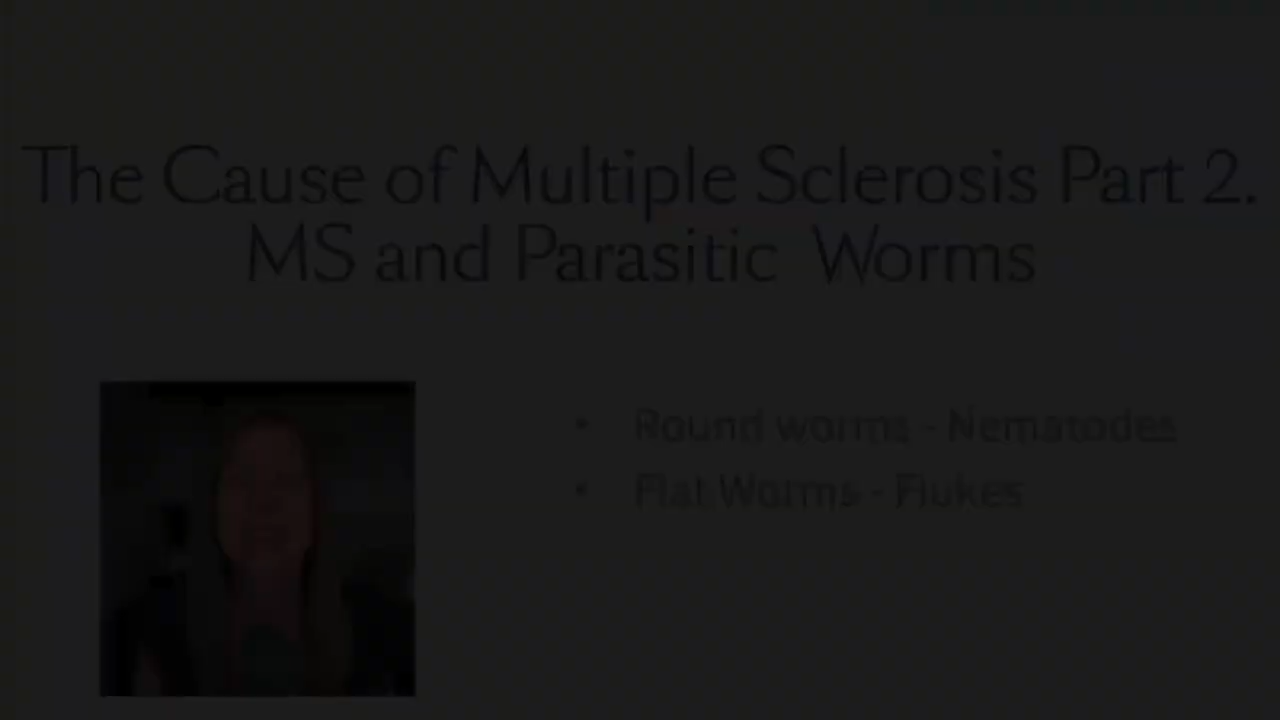 The Cause of Multiple Sclerosis Part 2.
MS and Parasitic Worms
• Round worms - Nematodes
• Flat Worms - Flukes